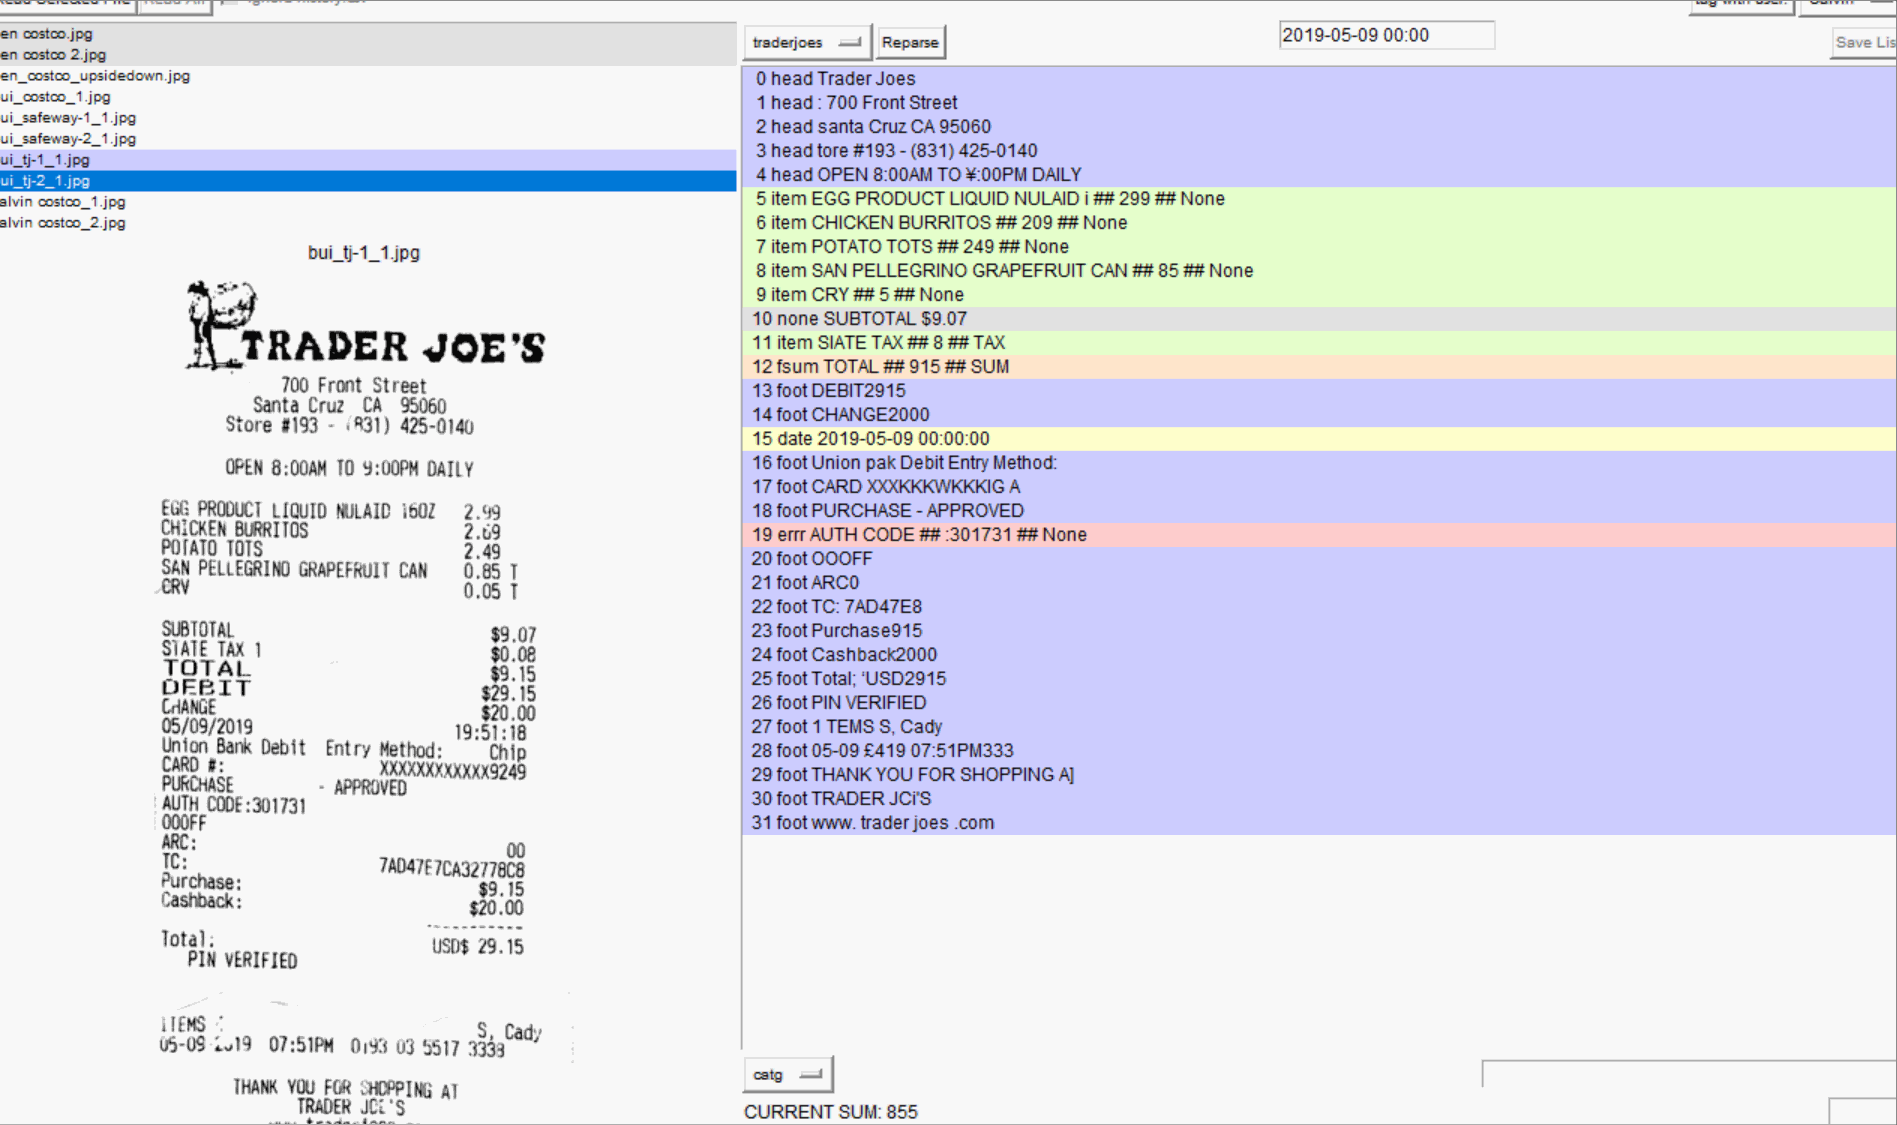 en costco.jpg
en costco 2.jpg
en_costco_upsidedown.jpg
ui_costco_1.jpg
ui_safeway-1_1.jpg
ui_safeway-2_1.jpg
ui_tj-1_1.jpg
ui_tj-2_1.jpg
alvin costco_1.jpg
alvin costco_2.jpg
bui_tj-1_1.jpg
TRADER JOE'S
700 Front Street
Santa Cruz CA 95060
Store #193 - (831) 425-0140
OPEN 8:00AM TO 9:00PM DAILY
EGG PRODUCT LIQUID NULAID 16OZ 2.99
CHICKEN BURRITOS 2.69
POTATO TOTS 2.49
SAN PELLEGRINO GRAPEFRUIT CAN 0.85 T
CRV 0.05 T
SUBTOTAL $9.07
STATE TAX 1 $0.08
TOTAL $9.15
DEBIT $29.15
CHANGE $20.00
05/09/2019 19:51:18
Union Bank Debit Entry Method: Chip
CARD #: XXXXXXXXXXXX9249
PURCHASE - APPROVED
AUTH CODE:301731
000FF
ARC: 00
TC: 7AD47E7CA32778C8
Purchase: $9.15
Cashback: $20.00
Total: USD$ 29.15
PIN VERIFIED
ITEMS S, Cady
05-09-2019 07:51PM 0193 03 5517 3333
THANK YOU FOR SHOPPING AT
TRADER JOE'S
traderjoes Reparse 2019-05-09 00:00 Save Lis
0 head Trader Joes
1 head : 700 Front Street
2 head santa Cruz CA 95060
3 head tore #193 - (831) 425-0140
4 head OPEN 8:00AM TO ¥:00PM DAILY
5 item EGG PRODUCT LIQUID NULAID i ## 299 ## None
6 item CHICKEN BURRITOS ## 209 ## None
7 item POTATO TOTS ## 249 ## None
8 item SAN PELLEGRINO GRAPEFRUIT CAN ## 85 ## None
9 item CRY ## 5 ## None
10 none SUBTOTAL $9.07
11 item SIATE TAX ## 8 ## TAX
12 fsum TOTAL ## 915 ## SUM
13 foot DEBIT2915
14 foot CHANGE2000
15 date 2019-05-09 00:00:00
16 foot Union pak Debit Entry Method:
17 foot CARD XXXKKKWKKKIG A
18 foot PURCHASE - APPROVED
19 errr AUTH CODE ## :301731 ## None
20 foot OOOFF
21 foot ARC0
22 foot TC: 7AD47E8
23 foot Purchase915
24 foot Cashback2000
25 foot Total; ‘USD2915
26 foot PIN VERIFIED
27 foot 1 TEMS S, Cady
28 foot 05-09 £419 07:51PM333
29 foot THANK YOU FOR SHOPPING A]
30 foot TRADER JCi'S
31 foot www. trader joes .com
catg
CURRENT SUM: 855